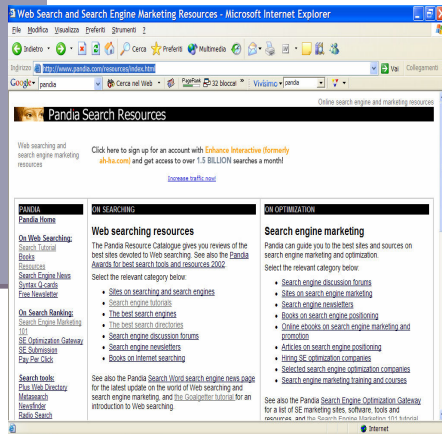 Web Search and Search Engine Marketing Resources - Microsoft Internet Explorer
File Modifica Visualizza Preferiti Strumenti ?
Indietro Cerca Preferiti Multimedia
Indirizzo http://www.pandia.com/resources/index.html Vai Collegamenti
Google pandia Cerca nel Web PageRank 32 bloccat » Vivísimo pandia
Online search engine and marketing resources
Pandia Search Resources
Web searching and
search engine marketing
resources
Click here to sign up for an account with Enhance Interactive (formerly
ah-ha.com) and get access to over 1.5 BILLION searches
a month!
Increase traffic now!
PANDIA
Pandia Home
On Web Searching:
Search Tutorial
Books
Resources
Search Engine News
Syntax Q-cards
Free Newsletter
On Search Ranking:
Search Engine Marketing
101
SE Optimization Gateway
SE Submission
Pay Per Click
Search tools:
Plus Web Directory
Metasearch
Newsfinder
Radio Search
ON SEARCHING
Web searching resources
The Pandia Resource Catalogue gives you reviews of the
best sites devoted to Web searching. See also the Pandia
Awards for best search tools and resources 2002
Select the relevant category below:
• Sites on searching and search engines
• Search engine tutorials
• The best search engines
• The best search directories
• Search engine discussion forums
• Search engine newsletters
• Books on internet searching
See also the Pandia Search Word search engine news page
for the latest update on the world of Web searching and
search engine marketing, and the Goalgetter tutorial for an
introduction to Web searching.
ON OPTIMIZATION
Search engine marketing
Pandia can guide you to the best sites and sources on
search engine marketing and optimization.
Select the relevant category below:
• Search engine discussion forums
• Sites on search engine marketing
• Search engine newsletters
• Books on search engine positioning
• Online ebooks on search engine marketing and
promotion
• Articles on search engine positioning
• Hiring SE optimization companies
• Selected search engine optimization companies
• Search engine marketing training and courses
See also the Pandia Search Engine Optimization Gateway
for a list of SE marketing sites, software, tools and
resources, and the Search Engine Marketing 101 tutorial
Internet